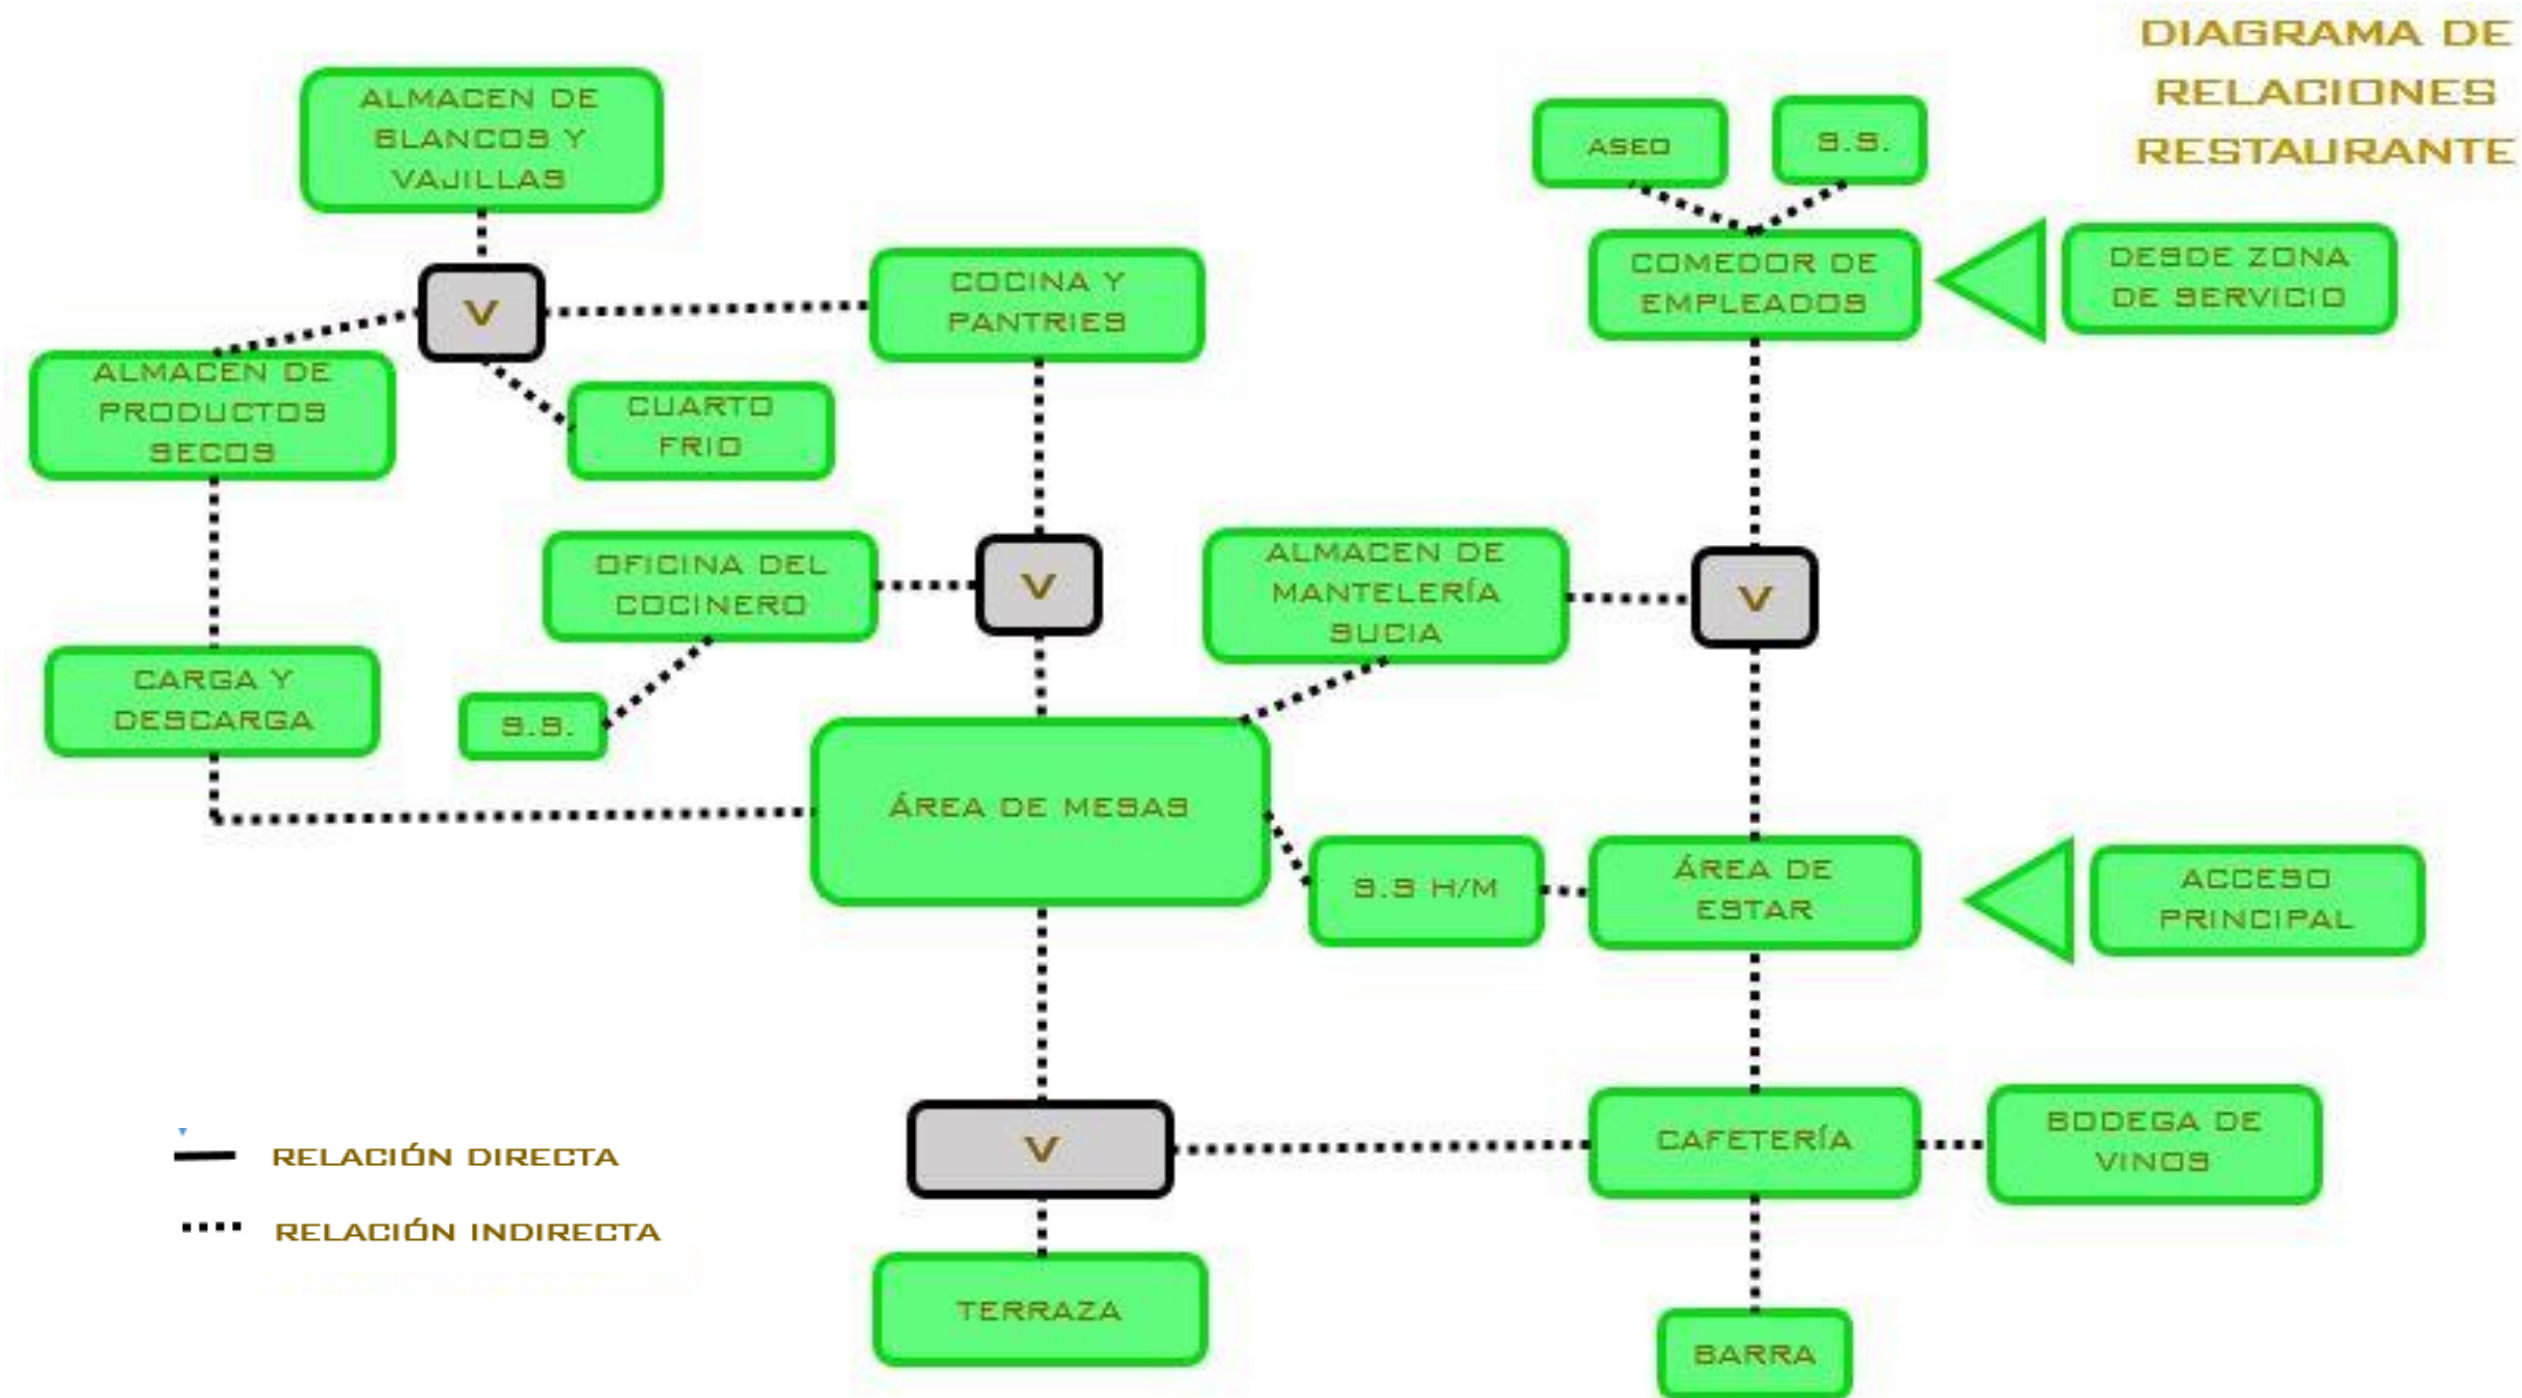 DIAGRAMA DE
RELACIONES
RESTAURANTE
ALMACEN DE
BLANCOS Y
VAJILLAS
ASEO
S.S.
V
COCINA Y
PANTRIES
COMEDOR DE
EMPLEADOS
DESDE ZONA
DE SERVICIO
ALMACEN DE
PRODUCTOS
SECOS
CUARTO
FRIO
OFICINA DEL
COCINERO
V
ALMACEN DE
MANTELERÍA
SUCIA
V
CARGA Y
DESCARGA
S.S.
ÁREA DE MESAS
S.S H/M
ÁREA DE
ESTAR
ACCESO
PRINCIPAL
V
CAFETERÍA
BODEGA DE
VINOS
RELACIÓN DIRECTA
RELACIÓN INDIRECTA
TERRAZA
BARRA